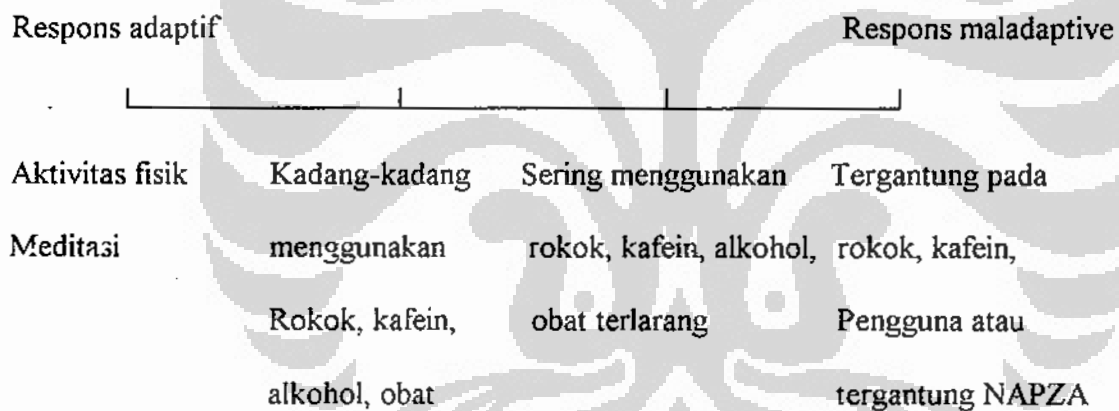 Respons adaptif Respons maladaptive
Aktivitas fisik Kadang-kadang Sering menggunakan Tergantung pada
Meditasi menggunakan rokok, kafein, alkohol, rokok, kafein,
Rokok, kafein, obat terlarang Pengguna atau
alkohol, obat tergantung NAPZA